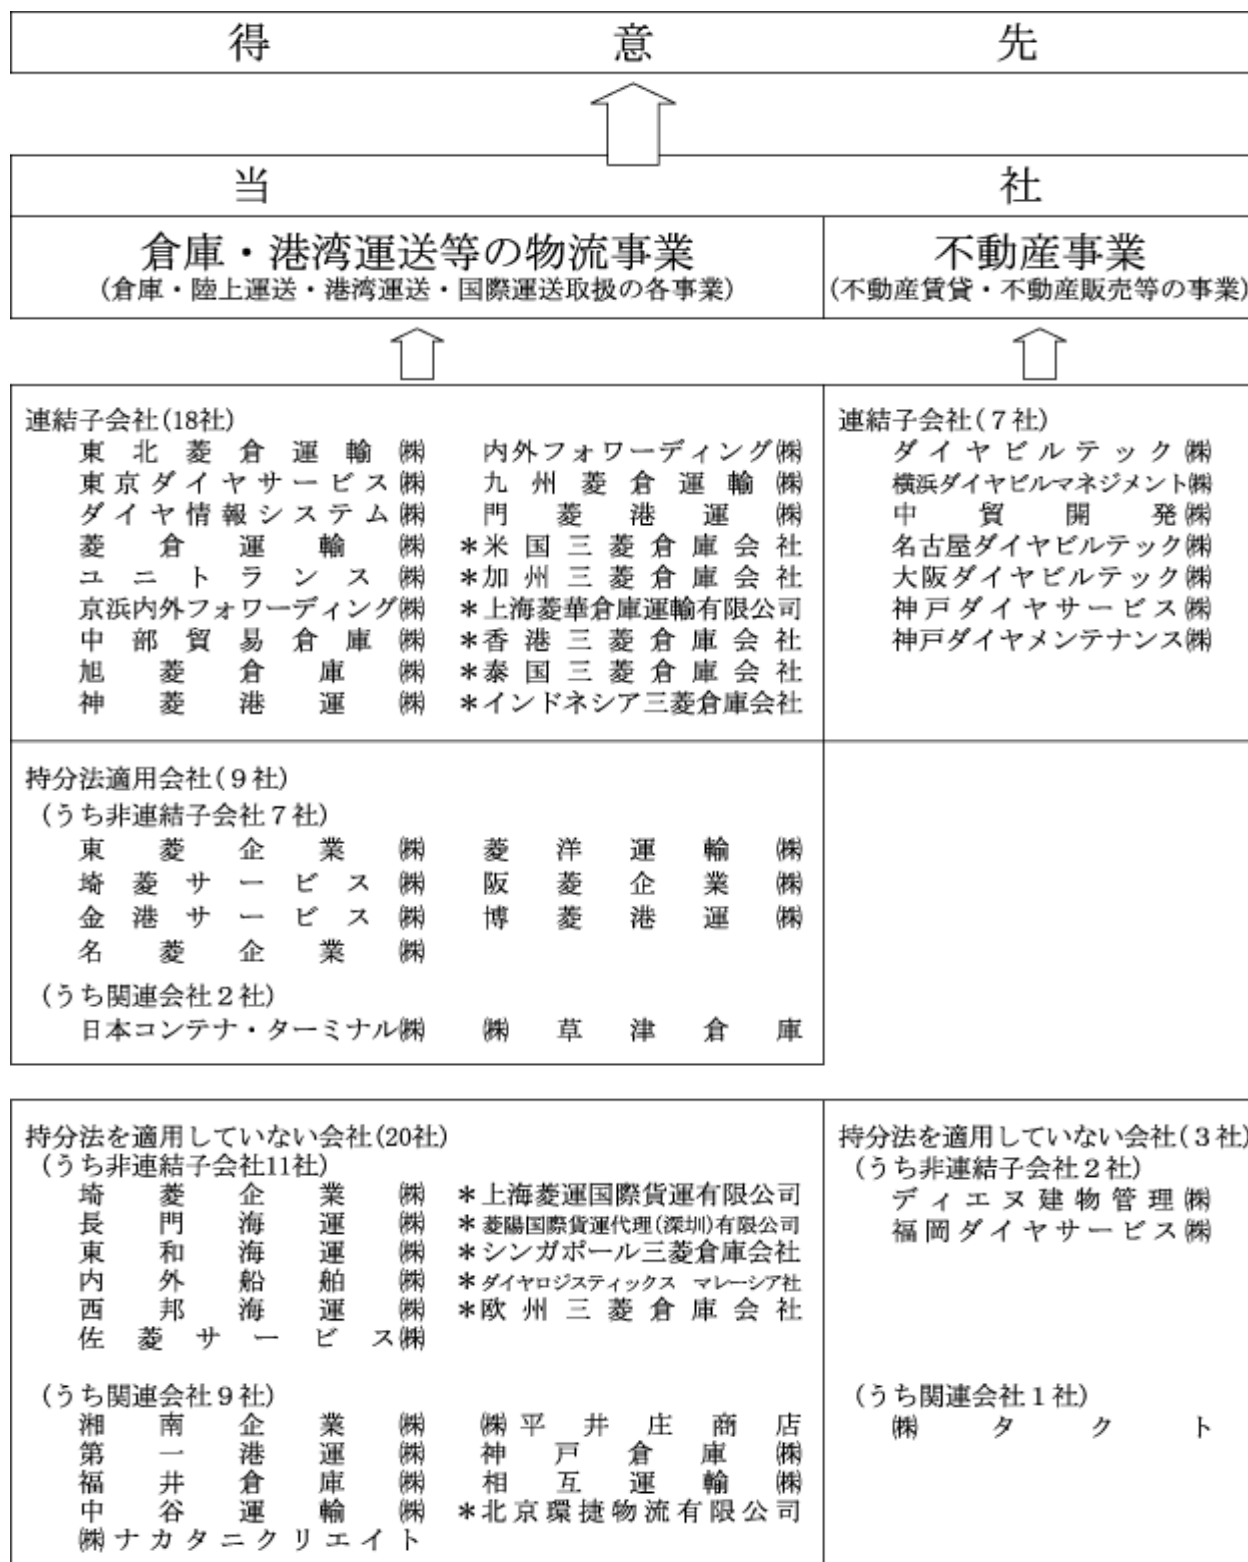 得意先
当社
倉庫・港湾運送等の物流事業
(倉庫・陸上運送・港湾運送・国際運送取扱の各事業)
不動産事業
(不動産賃貸・不動産販売等の事業)
連結子会社(18社)
東北菱倉運輸㈱ 内外フォワーディング㈱
東京ダイヤサービス㈱ 九州菱倉運輸㈱
ダイヤ情報システム㈱ 門菱港運㈱
菱倉運輸㈱ *米国三菱倉庫会社
ユニトランス㈱ *加州三菱倉庫会社
京浜内外フォワーディング㈱ *上海菱華倉庫運輸有限公司
中部貿易倉庫㈱ *香港三菱倉庫会社
旭菱倉庫㈱ *泰国三菱倉庫会社
神菱港運㈱ *インドネシア三菱倉庫会社
連結子会社(7社)
ダイヤビルテック㈱
横浜ダイヤビルマネジメント㈱
中貿開発㈱
名古屋ダイヤビルテック㈱
大阪ダイヤビルテック㈱
神戸ダイヤサービス㈱
神戸ダイヤメンテナンス㈱
持分法適用会社(9社)
(うち非連結子会社7社)
東菱企業㈱ 菱洋運輸㈱
埼菱サービス㈱ 阪菱企業㈱
金港サービス㈱ 博菱港運㈱
名菱企業㈱
(うち関連会社2社)
日本コンテナ・ターミナル㈱ ㈱草津倉庫
持分法を適用していない会社(20社)
(うち非連結子会社11社)
埼菱企業㈱ *上海菱運国際貨運有限公司
長門海運㈱ *菱陽国際貨運代理(深圳)有限公司
東和海運㈱ *シンガポール三菱倉庫会社
内外船舶㈱ *ダイヤロジスティックス マレーシア社
西邦海運㈱ *欧州三菱倉庫会社
佐菱サービス㈱
(うち関連会社9社)
湘南企業㈱ ㈱平井庄商店
第一港運㈱ 神戸倉庫㈱
福井倉庫㈱ 相互運輸㈱
中谷運輸㈱ *北京環捷物流有限公司
㈱ナカタニクリエイト
持分法を適用していない会社(3社)
(うち非連結子会社2社)
ディエヌ建物管理㈱
福岡ダイヤサービス㈱
(うち関連会社1社)
㈱タクト